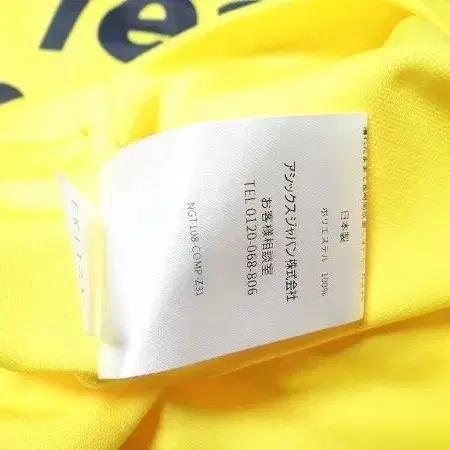 lea
日本製
ポリエステル 100%
アシックスジャパン株式会社
お客様相談室
TEL 0120-068-806
NGT108-COMP-Z31